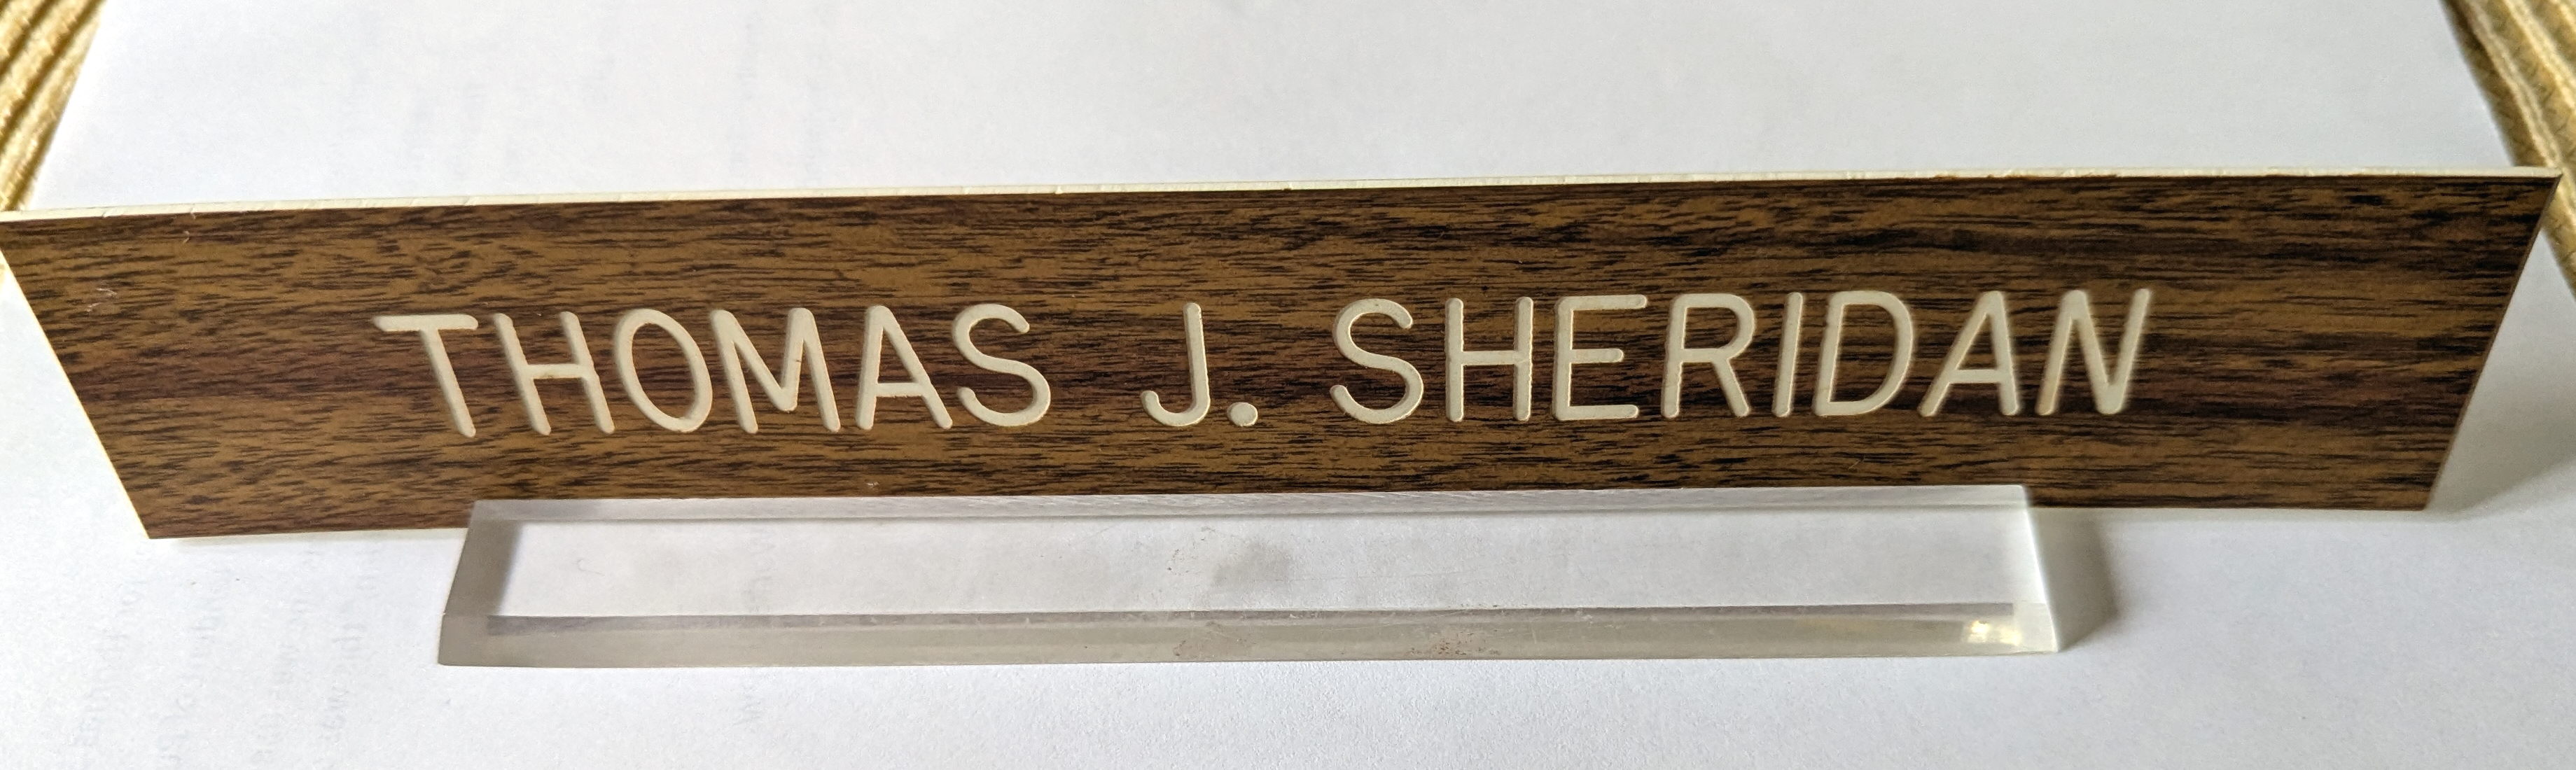 THOMAS J. SHERIDAN